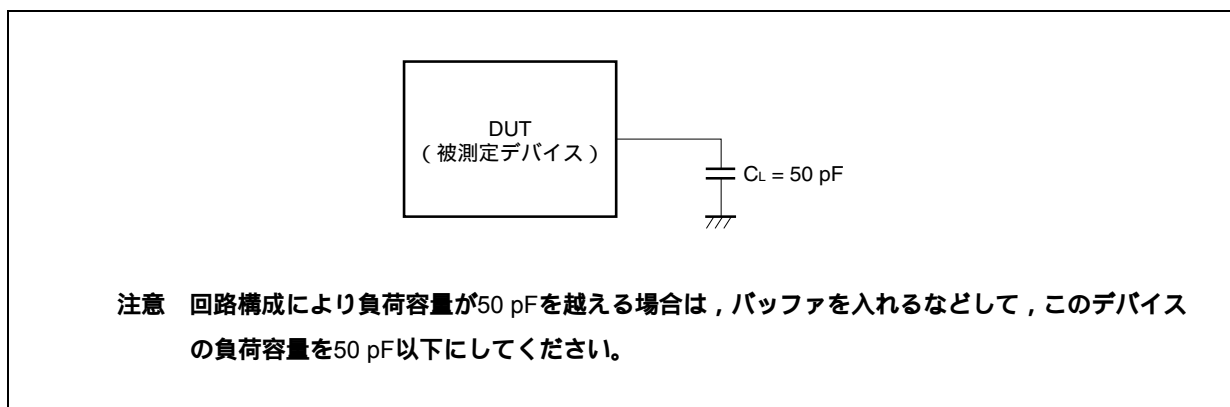 DUT
（被測定デバイス）
CL = 50 pF
注意　回路構成により負荷容量が50 pFを越える場合は，バッファを入れるなどして，このデバイス
の負荷容量を50 pF以下にしてください。